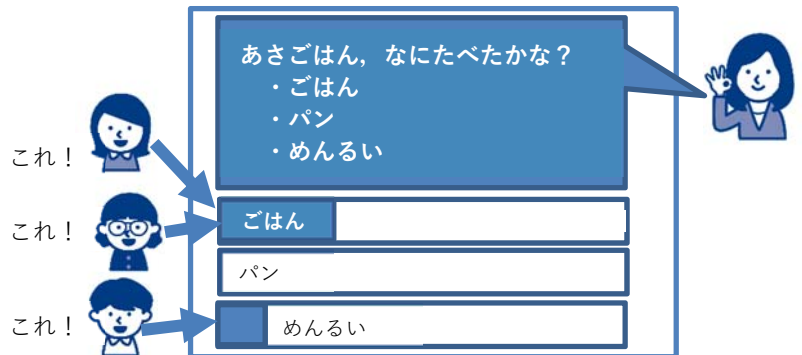 あさごはん，なにたべたかな？
・ごはん
・パン
・めんるい
これ！
ごはん
これ！
パン
これ！
めんるい